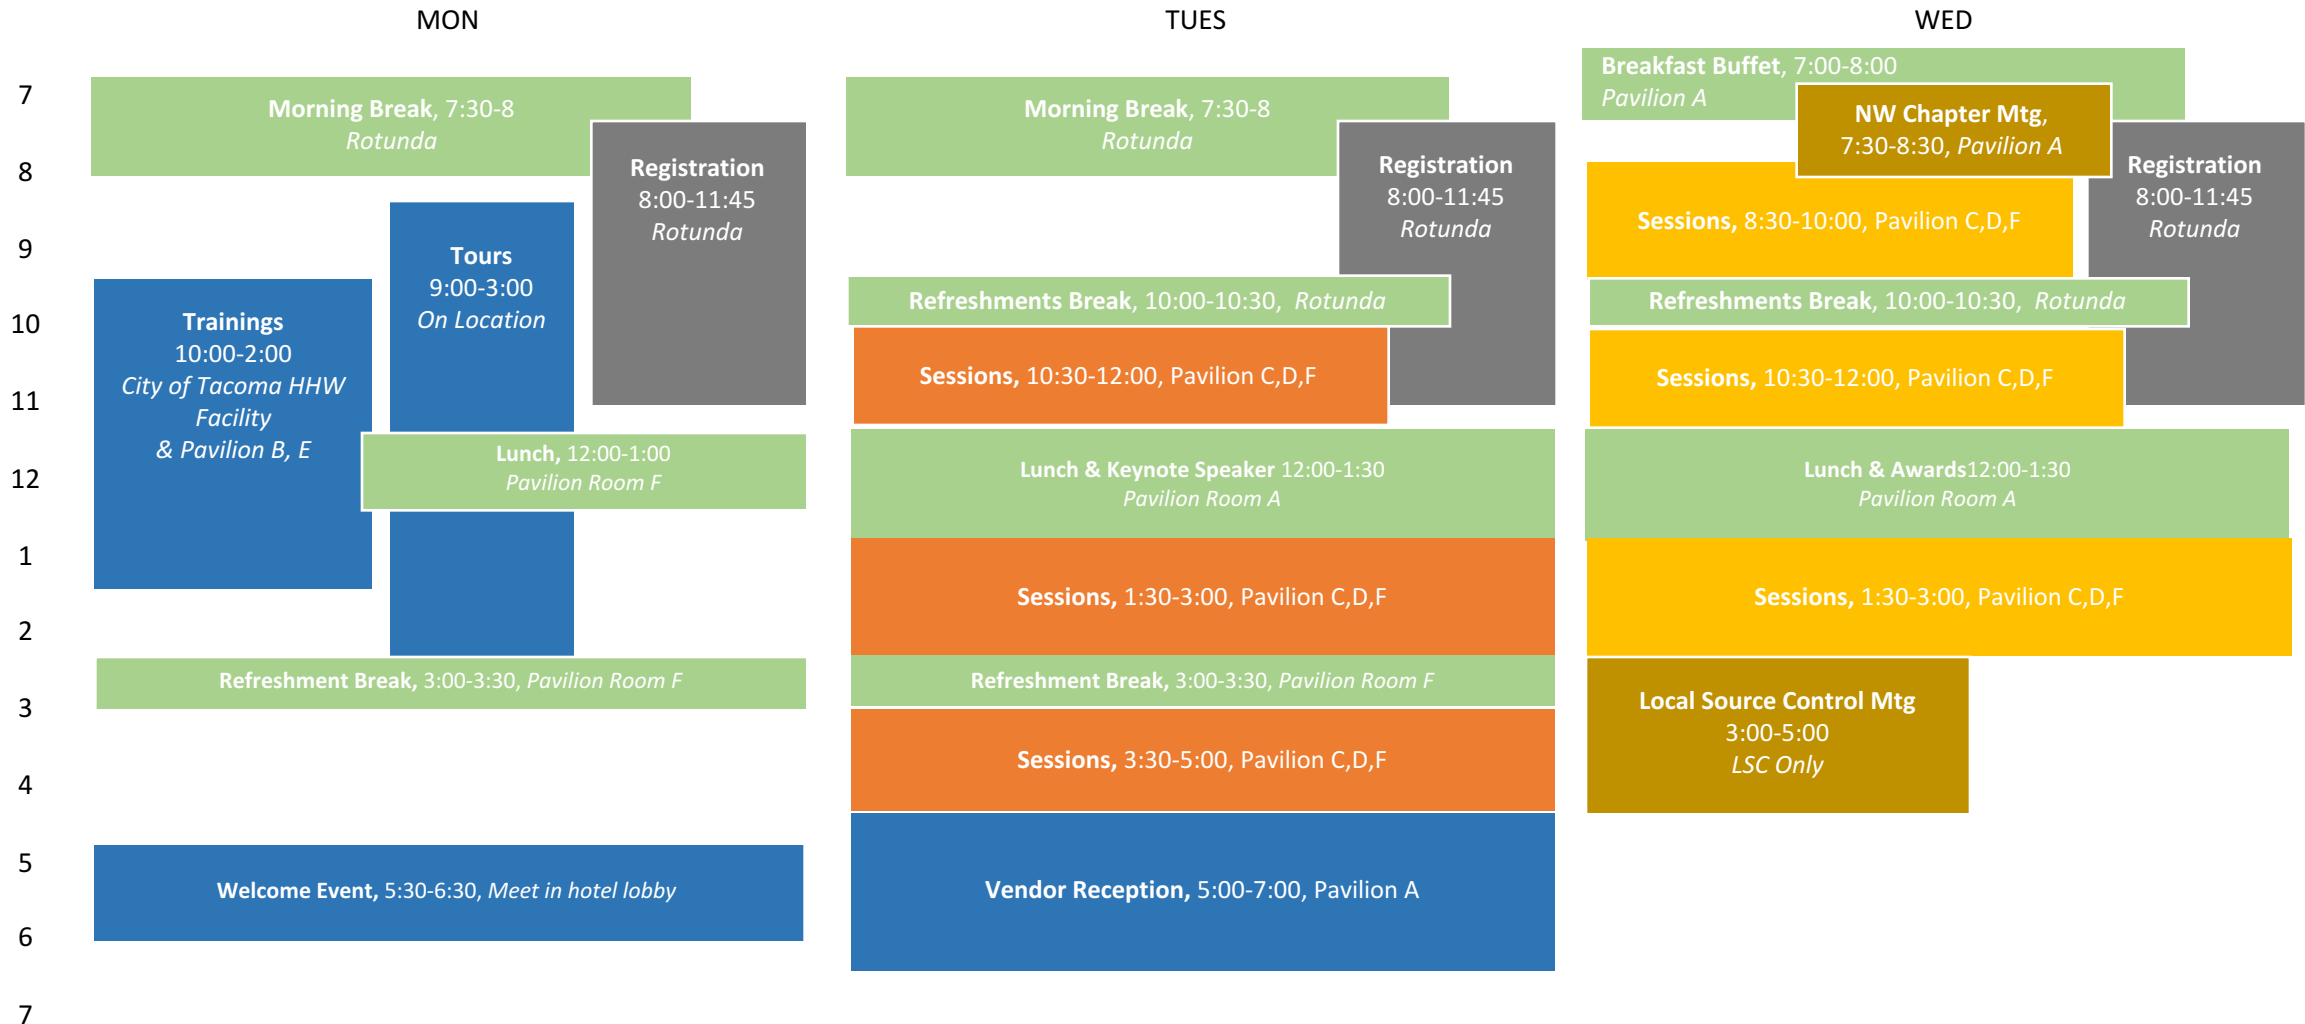 MON
TUES
WED
7
8
9
10
11
12
1
2
3
4
5
6
7
Morning Break, 7:30-8
Rotunda
Registration
8:00-11:45
Rotunda
Tours
9:00-3:00
On Location
Trainings
10:00-2:00
City of Tacoma HHW
Facility
& Pavilion B, E
Lunch, 12:00-1:00
Pavilion Room F
Refreshment Break, 3:00-3:30, Pavilion Room F
Welcome Event, 5:30-6:30, Meet in hotel lobby
Morning Break, 7:30-8
Rotunda
Registration
8:00-11:45
Rotunda
Refreshments Break, 10:00-10:30, Rotunda
Sessions, 10:30-12:00, Pavilion C,D,F
Lunch & Keynote Speaker 12:00-1:30
Pavilion Room A
Sessions, 1:30-3:00, Pavilion C,D,F
Refreshment Break, 3:00-3:30, Pavilion Room F
Sessions, 3:30-5:00, Pavilion C,D,F
Vendor Reception, 5:00-7:00, Pavilion A
Breakfast Buffet, 7:00-8:00
Pavilion A
NW Chapter Mtg,
7:30-8:30, Pavilion A
Registration
8:00-11:45
Rotunda
Sessions, 8:30-10:00, Pavilion C,D,F
Refreshments Break, 10:00-10:30, Rotunda
Sessions, 10:30-12:00, Pavilion C,D,F
Lunch & Awards12:00-1:30
Pavilion Room A
Sessions, 1:30-3:00, Pavilion C,D,F
Local Source Control Mtg
3:00-5:00
LSC Only